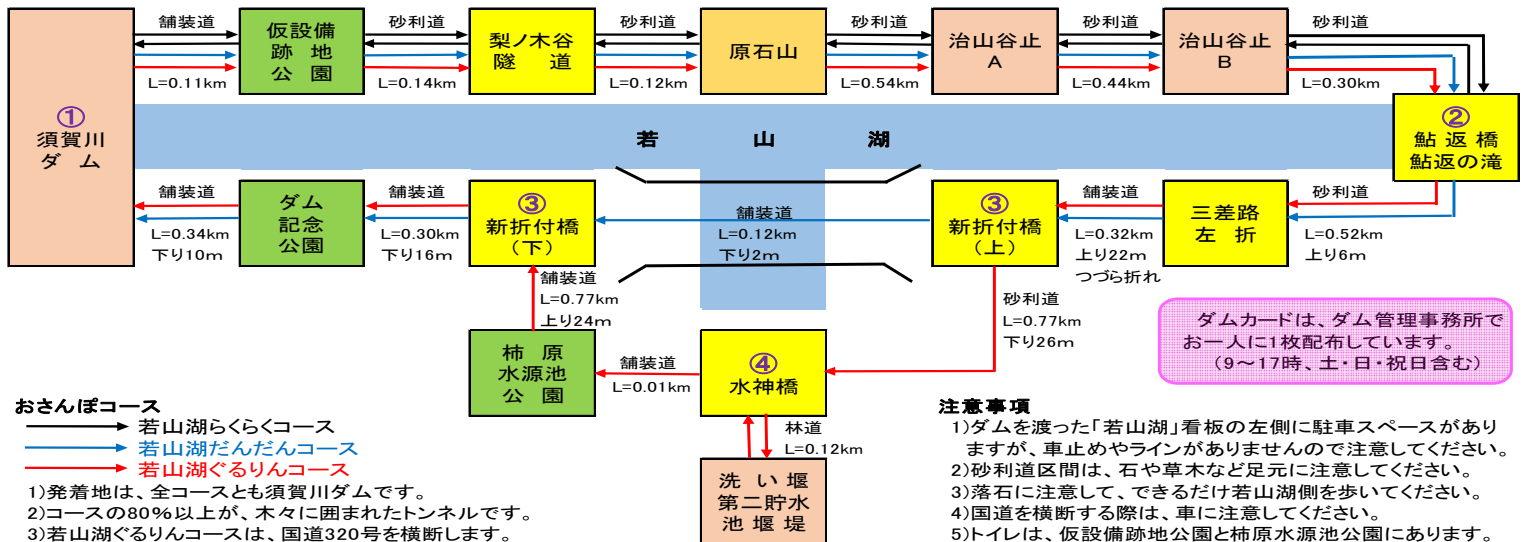 舗装道
砂利道
砂利道
砂利道
砂利道
砂利道
仮設備
跡地
公園
梨ノ木谷
隧道
原石山
治山谷止
A
治山谷止
B
L=0.11km
L=0.14km
L=0.12km
L=0.54km
L=0.44km
L=0.30km
①
須賀川
ダム
若山湖
②
鮎返橋
鮎返の滝
舗装道
L=0.34km
下り10m
ダム
記念
公園
舗装道
L=0.30km
下り16m
③
新折付橋
(下)
舗装道
L=0.12km
下り2m
③
新折付橋
(上)
舗装道
L=0.32km
上り22m
つづら折れ
三差路
左折
砂利道
L=0.52km
上り6m
舗装道
L=0.77km
上り24m
砂利道
L=0.77km
下り26m
柿原
水源池
公園
舗装道
L=0.01km
④
水神橋
林道
L=0.12km
洗い堰
第二貯水
池堰堤
ダムカードは、ダム管理事務所で
お一人に1枚配布しています。
(9~17時、土・日・祝日含む)
おさんぽコース
若山湖らくらくコース
若山湖だんだんコース
若山湖ぐるりんコース
1)発着地は、全コースとも須賀川ダムです。
2)コースの80%以上が、木々に囲まれたトンネルです。
3)若山湖ぐるりんコースは、国道320号を横断します。
注意事項
1)ダムを渡った「若山湖」看板の左側に駐車スペースがあり
ますが、車止めやラインがありませんので注意してください。
2)砂利道区間は、石や草木など足元に注意してください。
3)落石に注意して、できるだけ若山湖側を歩いてください。
4)国道を横断する際は、車に注意してください。
5)トイレは、仮設備跡地公園と柿原水源池公園にあります。